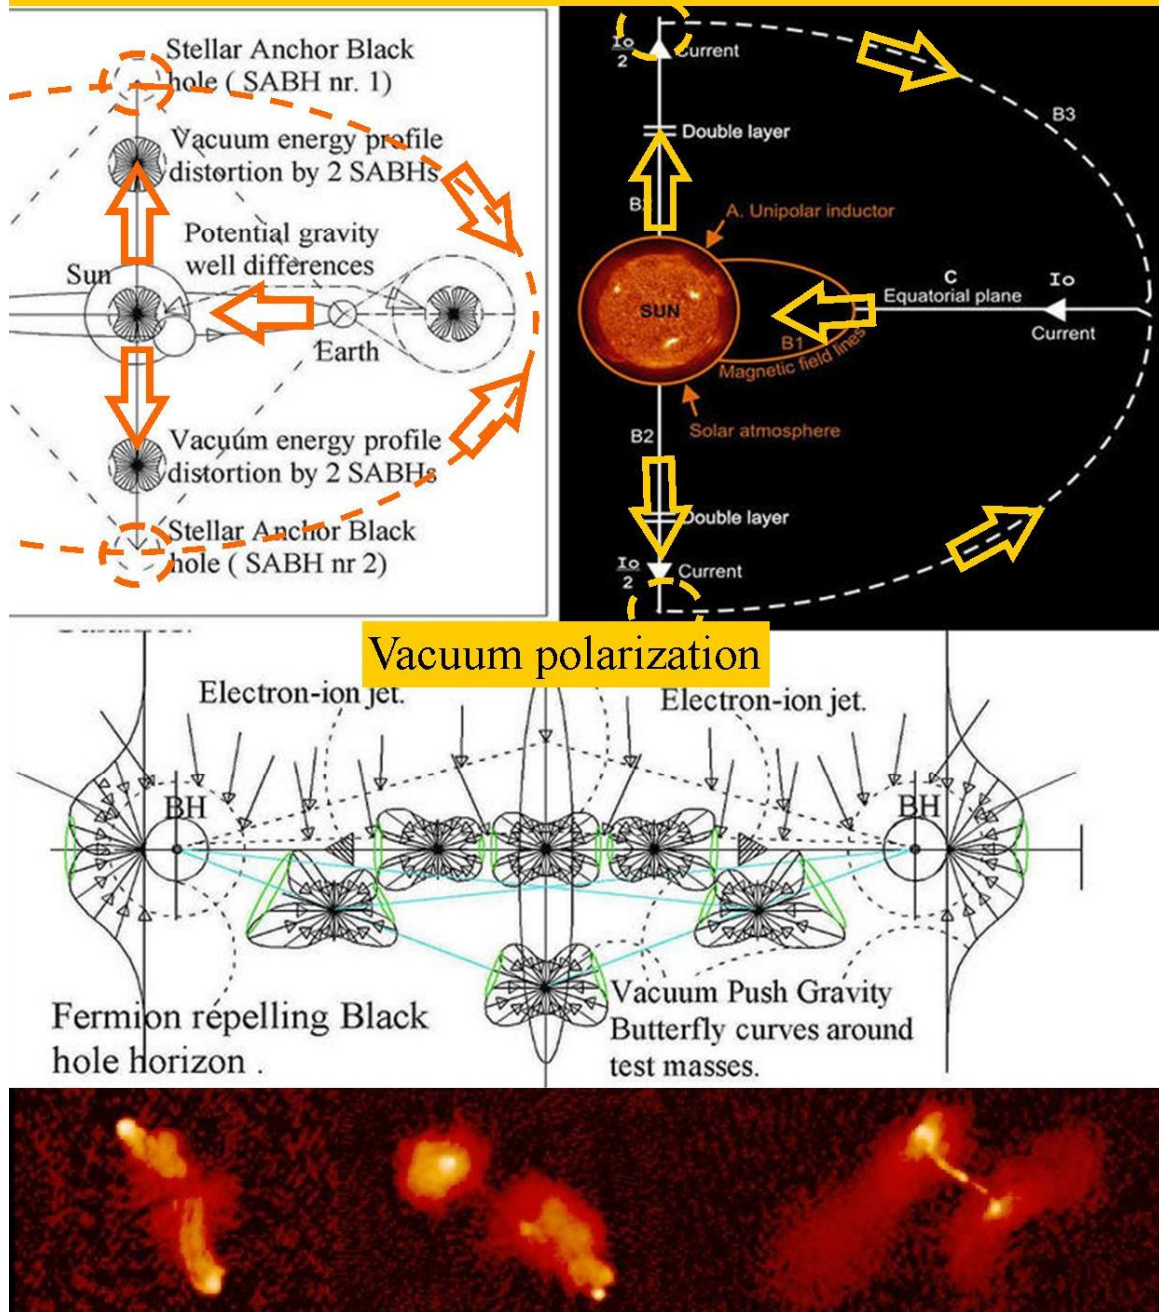 Stellar Anchor Black
hole ( SABH nr. 1)
Vacuum energy profile
distortion by 2 SABHs
Potential gravity
well differences
Sun
Earth
Vacuum energy profile
distortion by 2 SABHs
Stellar Anchor Black
hole ( SABH nr 2)
Io
2
Current
B3
Double layer
A. Unipolar inductor
SUN
C
Io
Equatorial plane
Current
B1
Magnetic field lines
B2
Solar atmosphere
Double layer
Io
2
Current
Vacuum polarization
Electron-ion jet.
Electron-ion jet.
BH
BH
Fermion repelling Black
hole horizon .
Vacuum Push Gravity
Butterfly curves around
test masses.